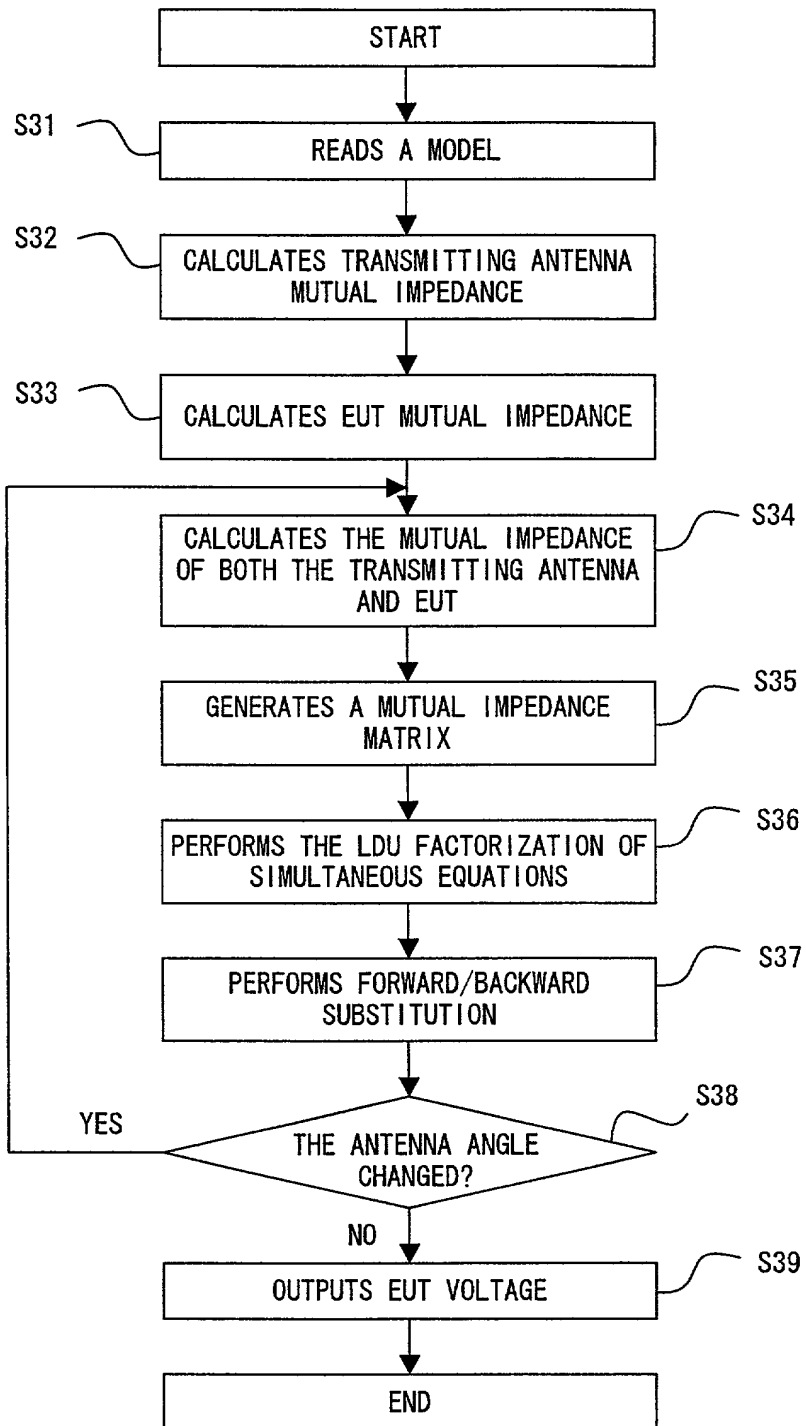 START
S31
READS A MODEL
S32
CALCULATES TRANSMITTING ANTENNA
MUTUAL IMPEDANCE
S33
CALCULATES EUT MUTUAL IMPEDANCE
S34
CALCULATES THE MUTUAL IMPEDANCE
OF BOTH THE TRANSMITTING ANTENNA
AND EUT
S35
GENERATES A MUTUAL IMPEDANCE
MATRIX
S36
PERFORMS THE LDU FACTORIZATION OF
SIMULTANEOUS EQUATIONS
S37
PERFORMS FORWARD/BACKWARD
SUBSTITUTION
S38
YES
THE ANTENNA ANGLE
CHANGED?
NO
S39
OUTPUTS EUT VOLTAGE
END